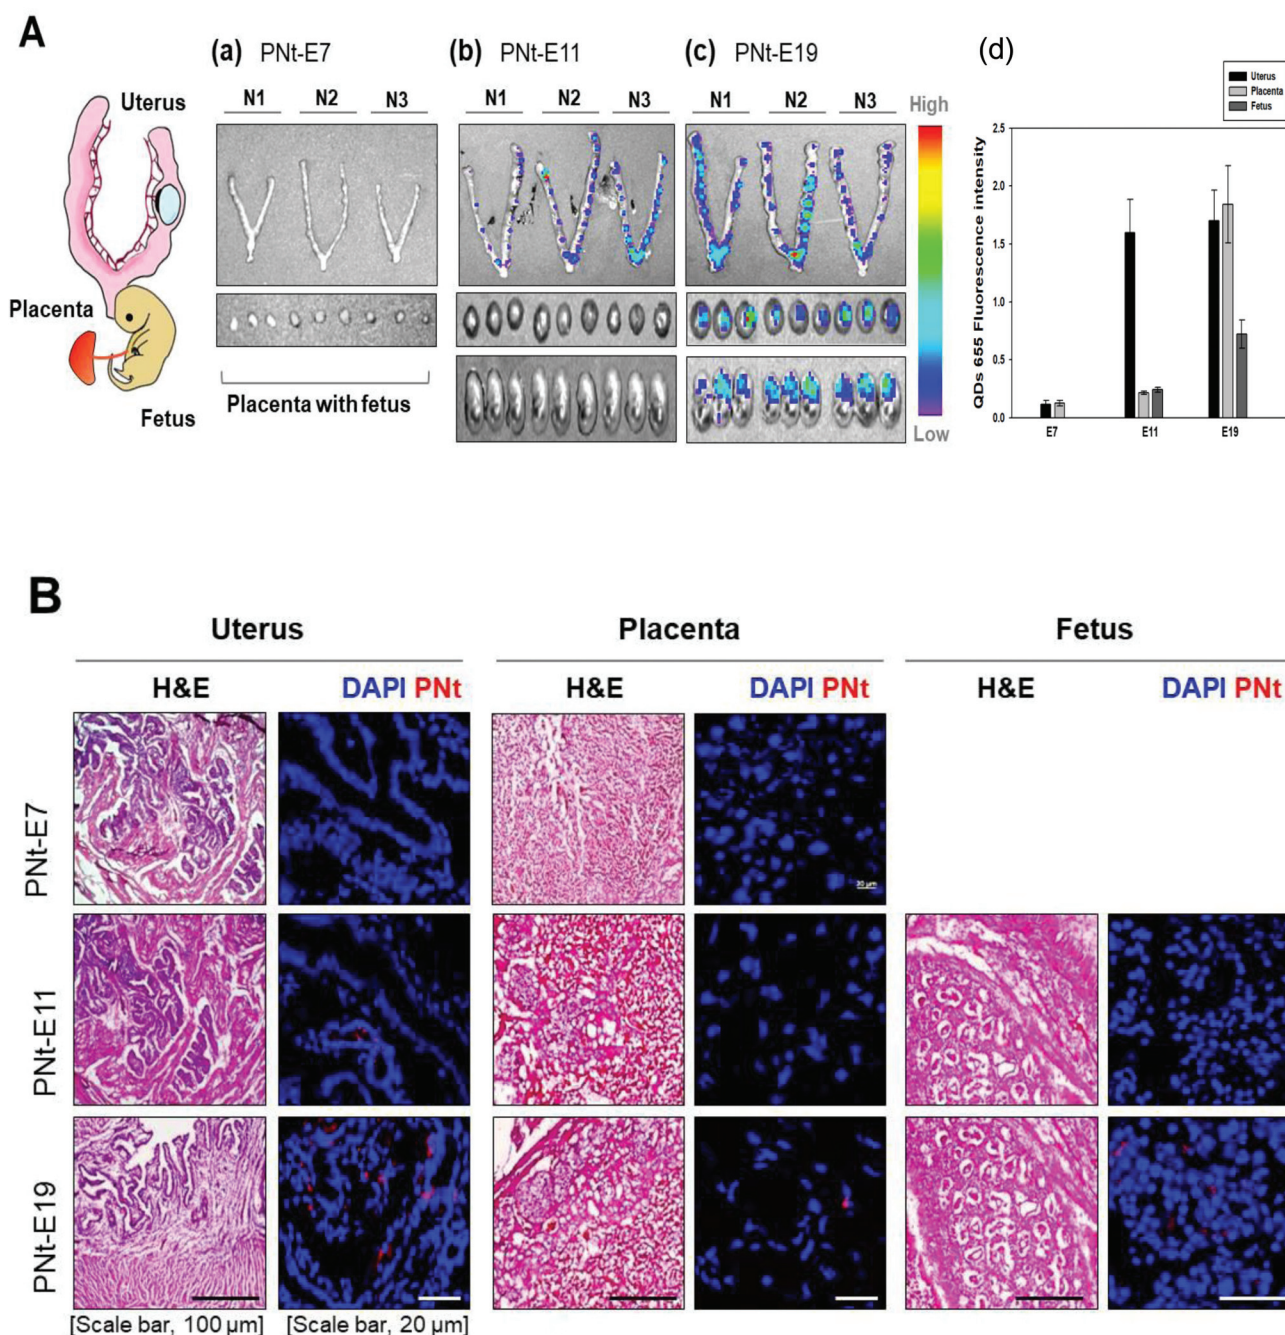 A
(a) PNt-E7
(b) PNt-E11
(c) PNt-E19
(d)
Uterus
Placenta
Fetus
N1 N2 N3
N1 N2 N3
N1 N2 N3
Placenta with fetus
High
Low
Uterus
Placenta
Fetus
QDs 655 Fluorescence intensity
2.5
2.0
1.5
1.0
0.5
0.0
E7 E11 E19
B
Uterus Placenta Fetus
H&E DAPI PNt H&E DAPI PNt H&E DAPI PNt
PNt-E7
PNt-E11
PNt-E19
[Scale bar, 100 µm] [Scale bar, 20 µm]